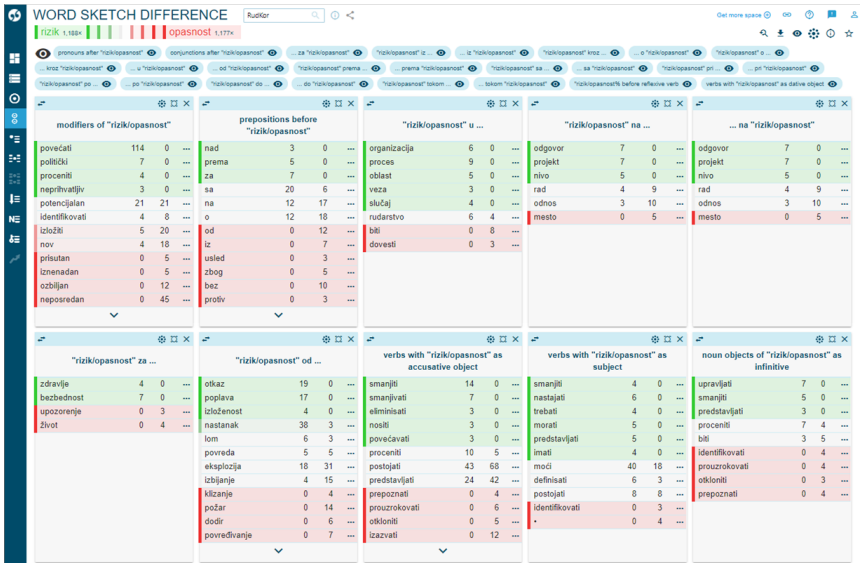 WORD SKETCH DIFFERENCE RudKor Get more space
rizik 1,188× opasnost 1,177×
pronouns after "rizik/opasnost" conjunctions after "rizik/opasnost" ... za "rizik/opasnost" "rizik/opasnost" iz ... ... iz "rizik/opasnost" "rizik/opasnost" kroz ... ... o "rizik/opasnost" "rizik/opasnost" o ...
... kroz "rizik/opasnost" ... u "rizik/opasnost" ... od "rizik/opasnost" "rizik/opasnost" prema ... ... prema "rizik/opasnost" "rizik/opasnost" sa ... ... sa "rizik/opasnost" "rizik/opasnost" pri ... ... pri "rizik/opasnost"
"rizik/opasnost" po ... ... po "rizik/opasnost" "rizik/opasnost" do ... ... do "rizik/opasnost" "rizik/opasnost" tokom ... ... tokom "rizik/opasnost" "rizik/opasnost% before reflexive verb verbs with "rizik/opasnost" as dative object
modifiers of "rizik/opasnost"
povećati 114 0
politički 7 0
proceniti 4 0
neprihvatljiv 3 0
potencijalan 21 21
identifikovati 4 8
izložiti 5 20
nov 4 18
prisutan 0 5
iznenadan 0 5
ozbiljan 0 12
neposredan 0 45
prepositions before
"rizik/opasnost"
nad 3 0
prema 5 0
za 7 0
sa 20 6
na 12 17
o 12 18
od 0 12
iz 0 7
usled 0 3
zbog 0 5
bez 0 10
protiv 0 3
"rizik/opasnost" u ...
organizacija 6 0
proces 9 0
oblast 5 0
veza 3 0
slučaj 4 0
rudarstvo 6 4
biti 0 8
dovesti 0 3
"rizik/opasnost" na ...
odgovor 7 0
projekt 7 0
nivo 5 0
rad 4 9
odnos 3 10
mesto 0 5
... na "rizik/opasnost"
odgovor 7 0
projekt 7 0
nivo 5 0
rad 4 9
odnos 3 10
mesto 0 5
"rizik/opasnost" za ...
zdravlje 4 0
bezbednost 7 0
upozorenje 0 3
život 0 4
"rizik/opasnost" od ...
otkaz 19 0
poplava 17 0
izloženost 4 0
nastanak 38 3
lom 6 3
povreda 5 5
eksplozija 18 31
izbijanje 4 15
klizanje 0 4
požar 0 14
dodir 0 6
povređivanje 0 7
verbs with "rizik/opasnost" as
accusative object
smanjiti 14 0
smanjivati 7 0
eliminisati 3 0
nositi 3 0
povećavati 3 0
proceniti 10 5
postojati 43 68
predstavljati 24 42
prepoznati 0 4
prouzrokovati 0 6
otkloniti 0 5
izazvati 0 12
verbs with "rizik/opasnost" as
subject
smanjiti 4 0
nastajati 6 0
trebati 4 0
morati 5 0
predstavljati 5 0
imati 4 0
moći 40 18
definisati 6 3
postojati 8 8
identifikovati 0 3
• 0 4
noun objects of "rizik/opasnost" as
infinitive
upravljati 7 0
smanjiti 5 0
predstavljati 3 0
proceniti 7 4
biti 3 5
identifikovati 0 4
prouzrokovati 0 4
otkloniti 0 3
prepoznati 0 4